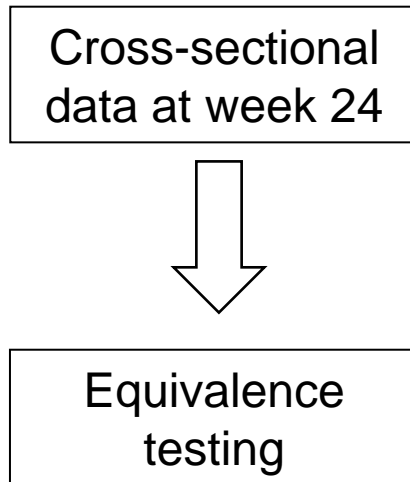 Cross-sectional
data at week 24
Equivalence
testing